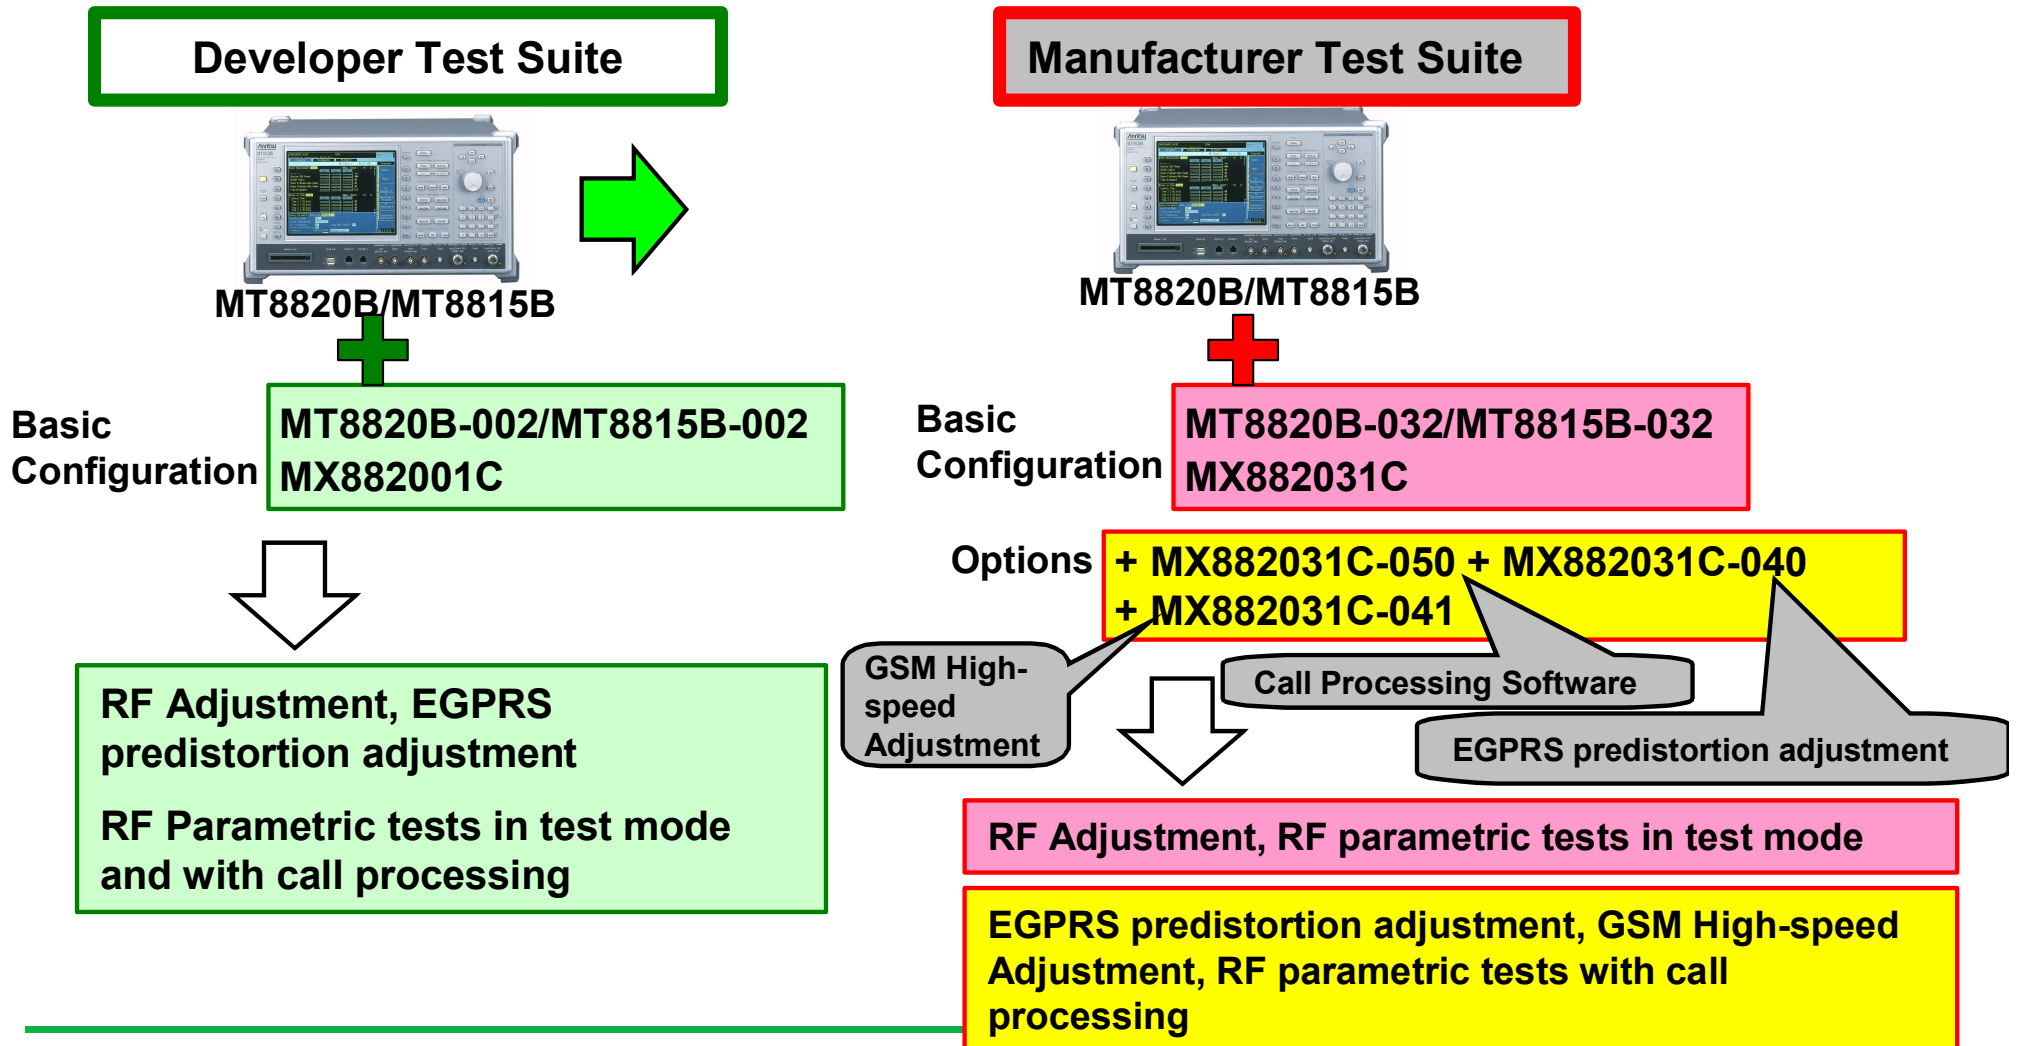 Developer Test Suite
Manufacturer Test Suite
Anritsu
Anritsu
MT8820B/MT8815B
MT8820B/MT8815B
Basic
Configuration
MT8820B-002/MT8815B-002
MX882001C
Basic
Configuration
MT8820B-032/MT8815B-032
MX882031C
Options
+ MX882031C-050 + MX882031C-040
+ MX882031C-041
GSM High-
speed
Adjustment
Call Processing Software
EGPRS predistortion adjustment
RF Adjustment, EGPRS
predistortion adjustment
RF Parametric tests in test mode
and with call processing
RF Adjustment, RF parametric tests in test mode
EGPRS predistortion adjustment, GSM High-speed
Adjustment, RF parametric tests with call
processing